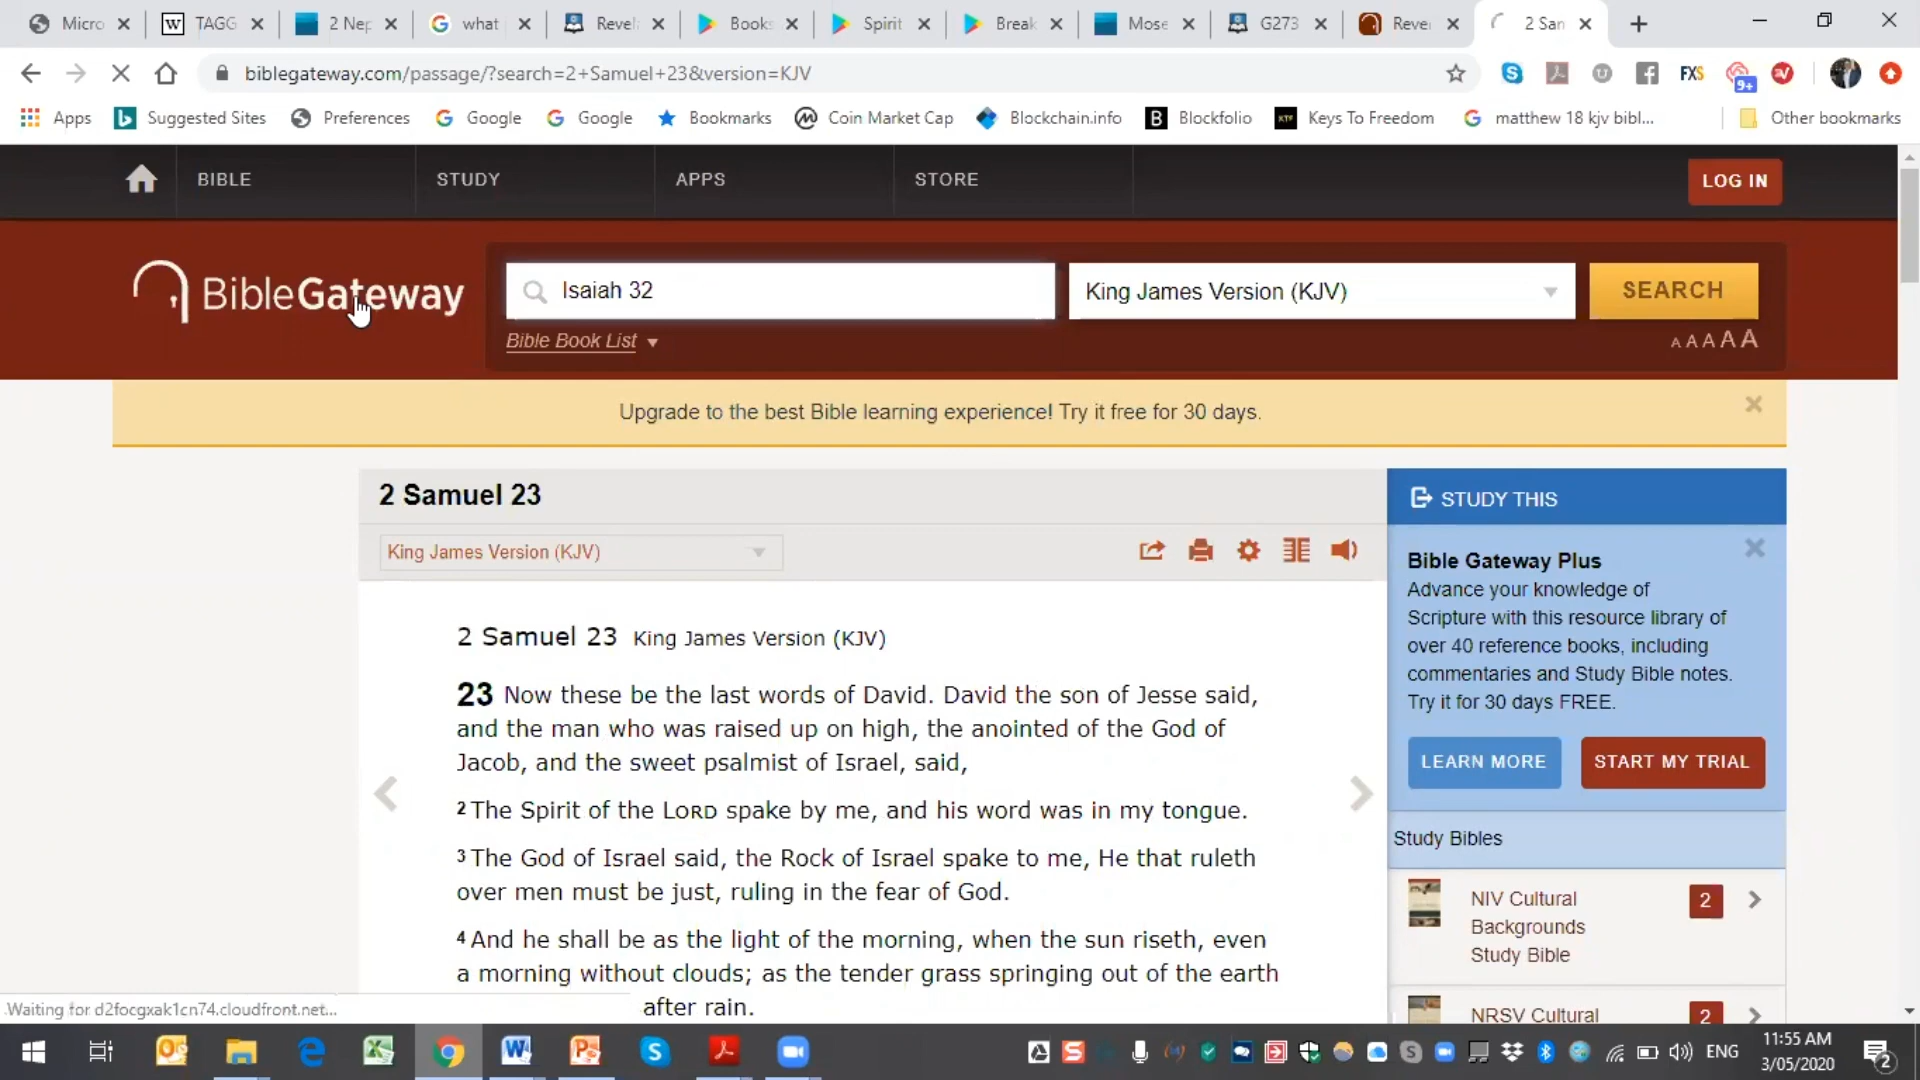 Micro
W TAGG
2 Nep
what
Revel
Books
Spirit
Break
Mose
G273
Reve
2 San
biblegateway.com/passage/?search=2+Samuel+23&version=KJV
FXS
9+
Apps
Suggested Sites
Preferences
Google
Google
Bookmarks
Coin Market Cap
Blockchain.info
Blockfolio
Keys To Freedom
matthew 18 kjv bibl...
Other bookmarks
BIBLE
STUDY
APPS
STORE
LOG IN
BibleGateway
Isaiah 32
King James Version (KJV)
SEARCH
Bible Book List
A A A A A
Upgrade to the best Bible learning experience! Try it free for 30 days.
2 Samuel 23
King James Version (KJV)
2 Samuel 23 King James Version (KJV)
23 Now these be the last words of David. David the son of Jesse said,
and the man who was raised up on high, the anointed of the God of
Jacob, and the sweet psalmist of Israel, said,
2 The Spirit of the LORD spake by me, and his word was in my tongue.
3 The God of Israel said, the Rock of Israel spake to me, He that ruleth
over men must be just, ruling in the fear of God.
4 And he shall be as the light of the morning, when the sun riseth, even
a morning without clouds; as the tender grass springing out of the earth
after rain.
STUDY THIS
Bible Gateway Plus
Advance your knowledge of
Scripture with this resource library of
over 40 reference books, including
commentaries and Study Bible notes.
Try it for 30 days FREE.
LEARN MORE
START MY TRIAL
Study Bibles
NIV Cultural
Backgrounds
Study Bible
2
NRSV Cultural
2
Waiting for d2focgxak1cn74.cloudfront.net...
ENG
11:55 AM
3/05/2020
2